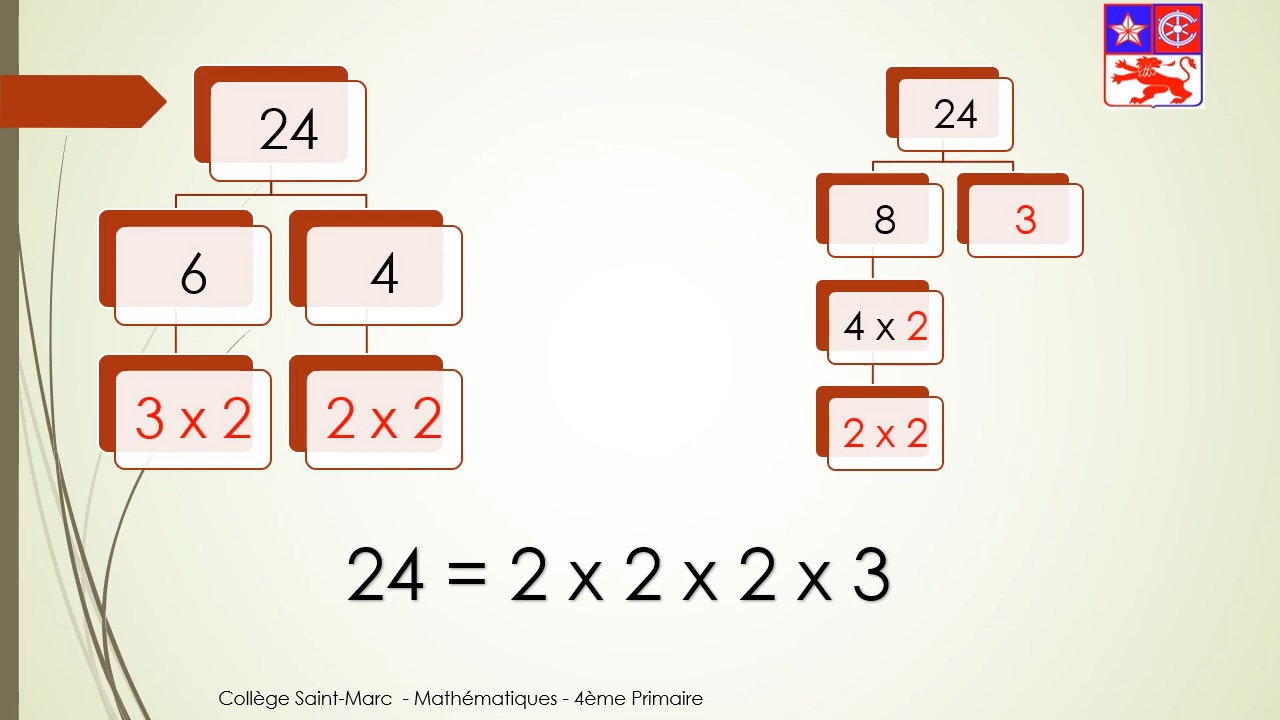 24
6
4
3 x 2
2 x 2
24
8
3
4 x 2
2 x 2
24 = 2 x 2 x 2 x 3
Collège Saint-Marc - Mathématiques - 4ème Primaire